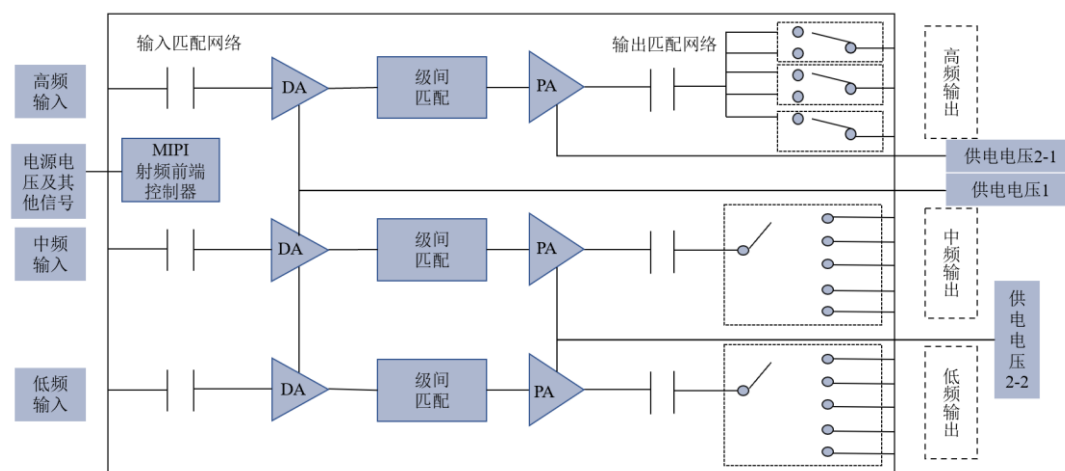 输入匹配网络
输出匹配网络
高频
输入
DA
级间
匹配
PA
高
频
输
出
电源电
压及其
他信号
MIPI
射频前端
控制器
供电电压2-1
供电电压1
中频
输入
DA
级间
匹配
PA
中
频
输
出
供
电
电
压
2-2
低频
输入
DA
级间
匹配
PA
低
频
输
出